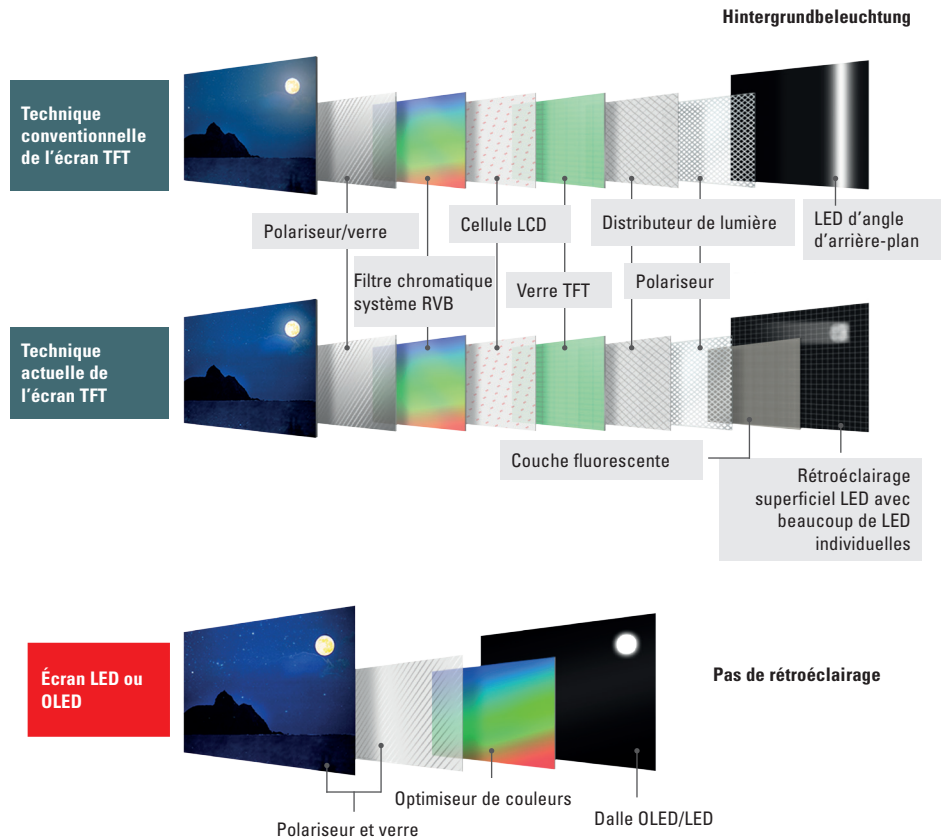 Hintergrundbeleuchtung
Technique
conventionnelle
de l'écran TFT
Polariseur/verre
Cellule LCD
Distributeur de lumière
LED d'angle
d'arrière-plan
Filtre chromatique
système RVB
Verre TFT
Polariseur
Technique
actuelle de
l'écran TFT
Couche fluorescente
Rétroéclairage
superficiel LED avec
beaucoup de LED
individuelles
Écran LED ou
OLED
Pas de rétroéclairage
Optimiseur de couleurs
Dalle OLED/LED
Polariseur et verre